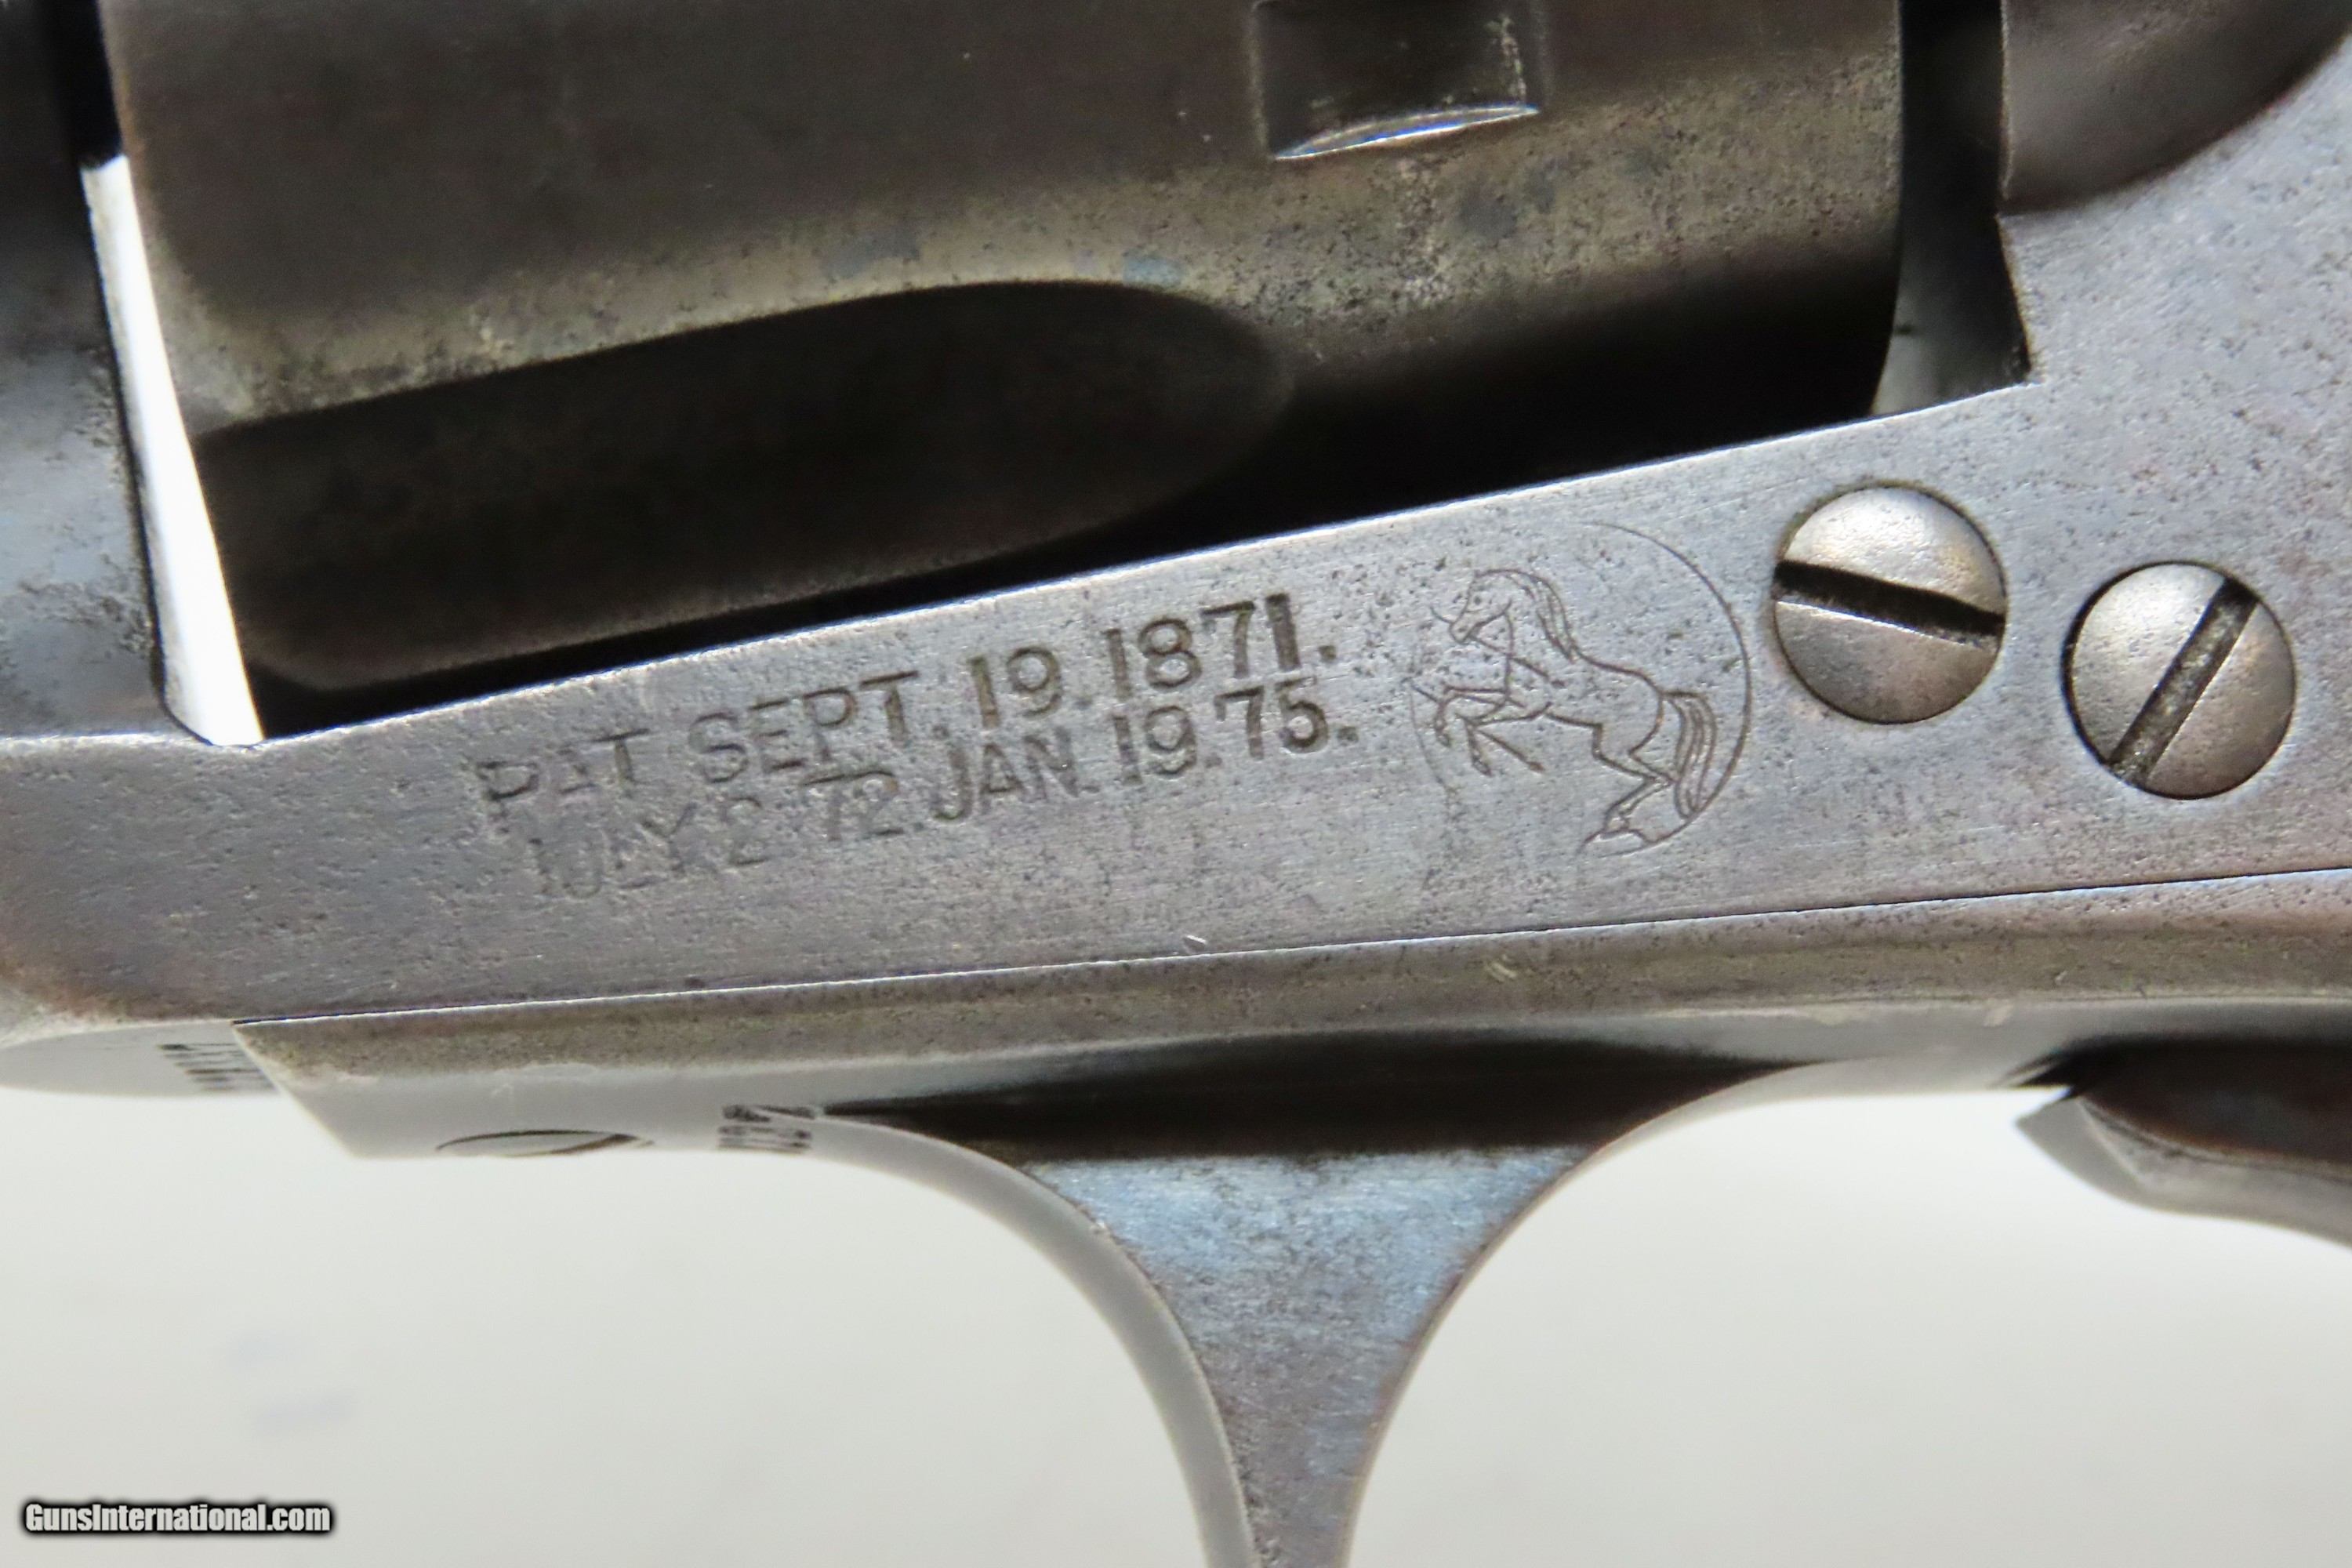 PAT SEPT. 19. 1871.
JULY. 2. 72. JAN. 19. 75.
GunsInternational.com